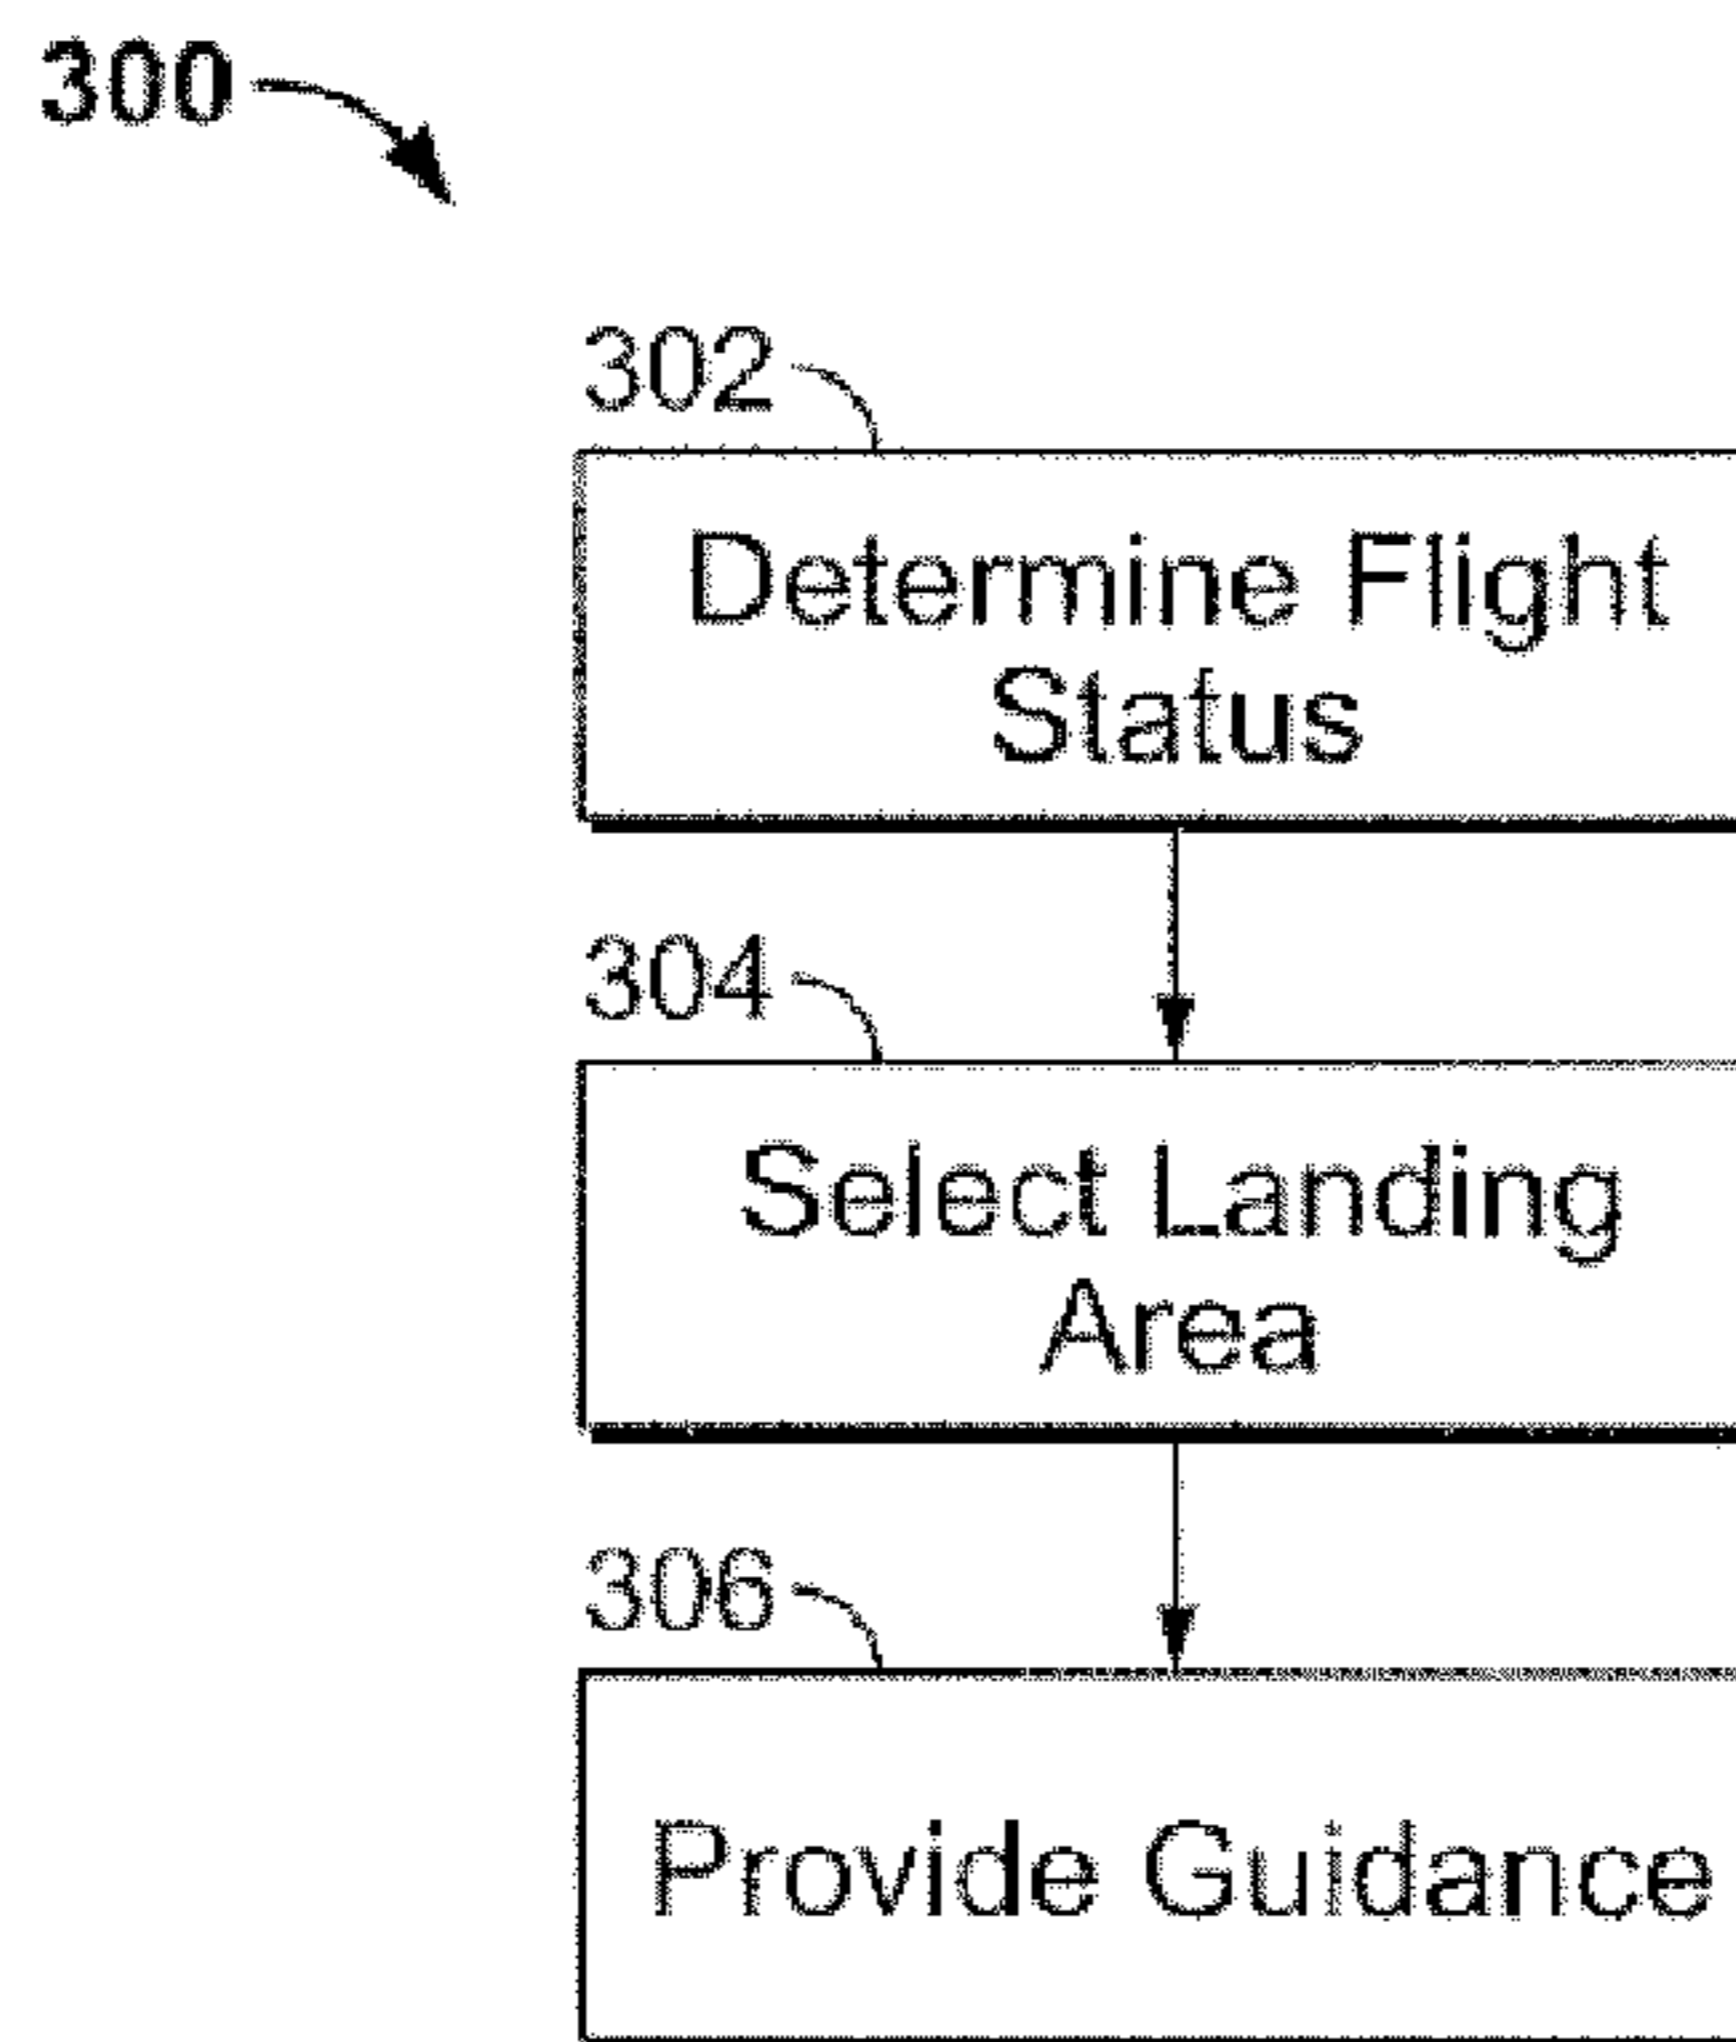 300
302
Determine Flight
Status
304
Select Landing
Area
306
Provide Guidance